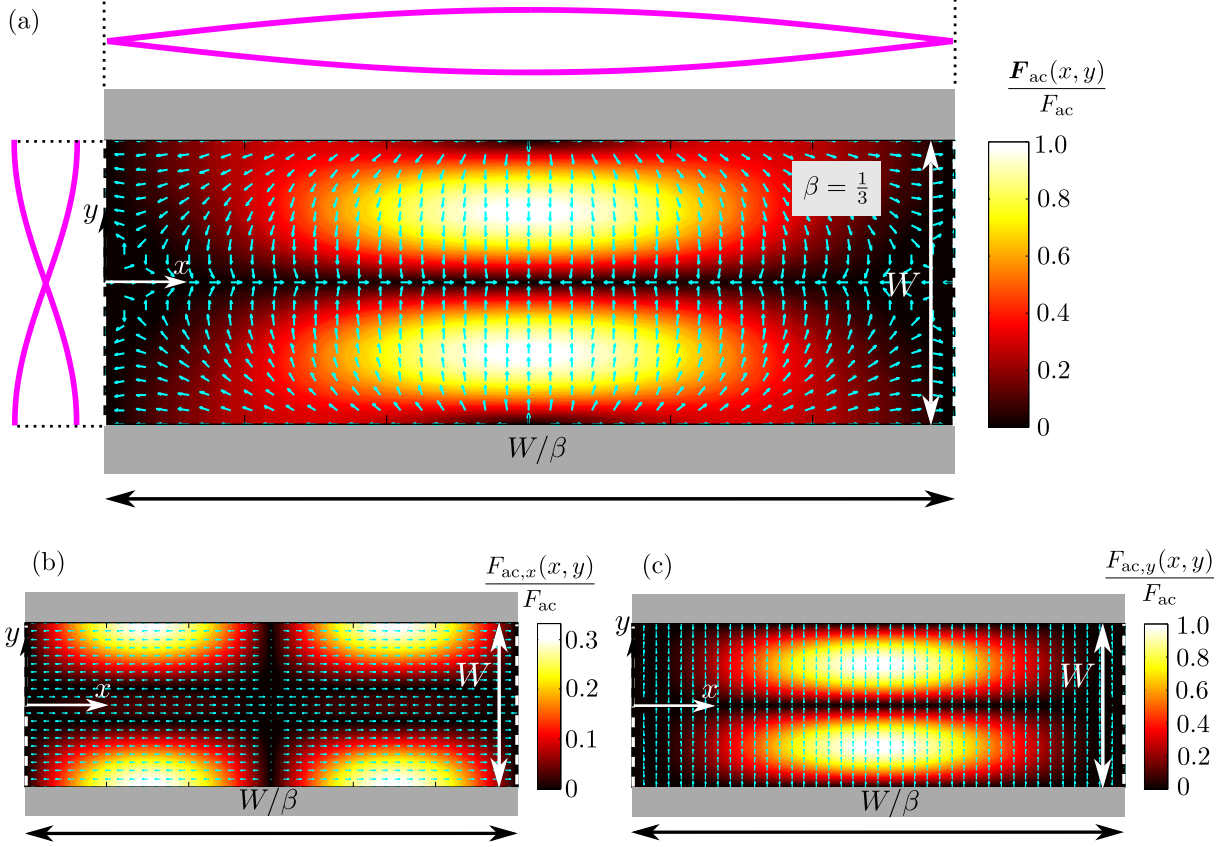 (a)
F_ac(x, y)
F_ac
1.0
0.8
0.6
0.4
0.2
0
β = 1/3
y
x
W
W/β
(b)
F_ac,x(x, y)
F_ac
0.3
0.2
0.1
0
y
x
W
W/β
(c)
F_ac,y(x, y)
F_ac
1.0
0.8
0.6
0.4
0.2
0
y
x
W
W/β